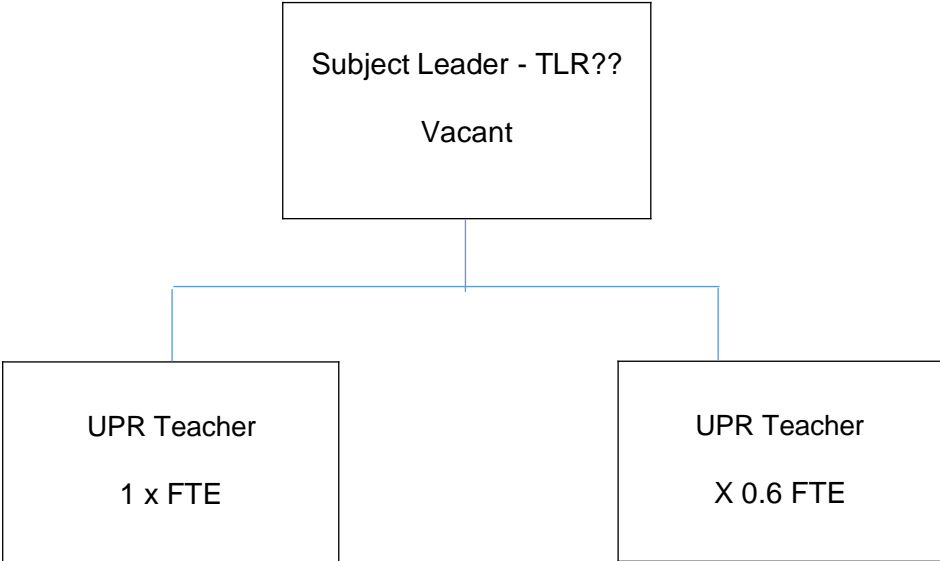 Subject Leader - TLR??
Vacant
UPR Teacher
1 x FTE
UPR Teacher
X 0.6 FTE